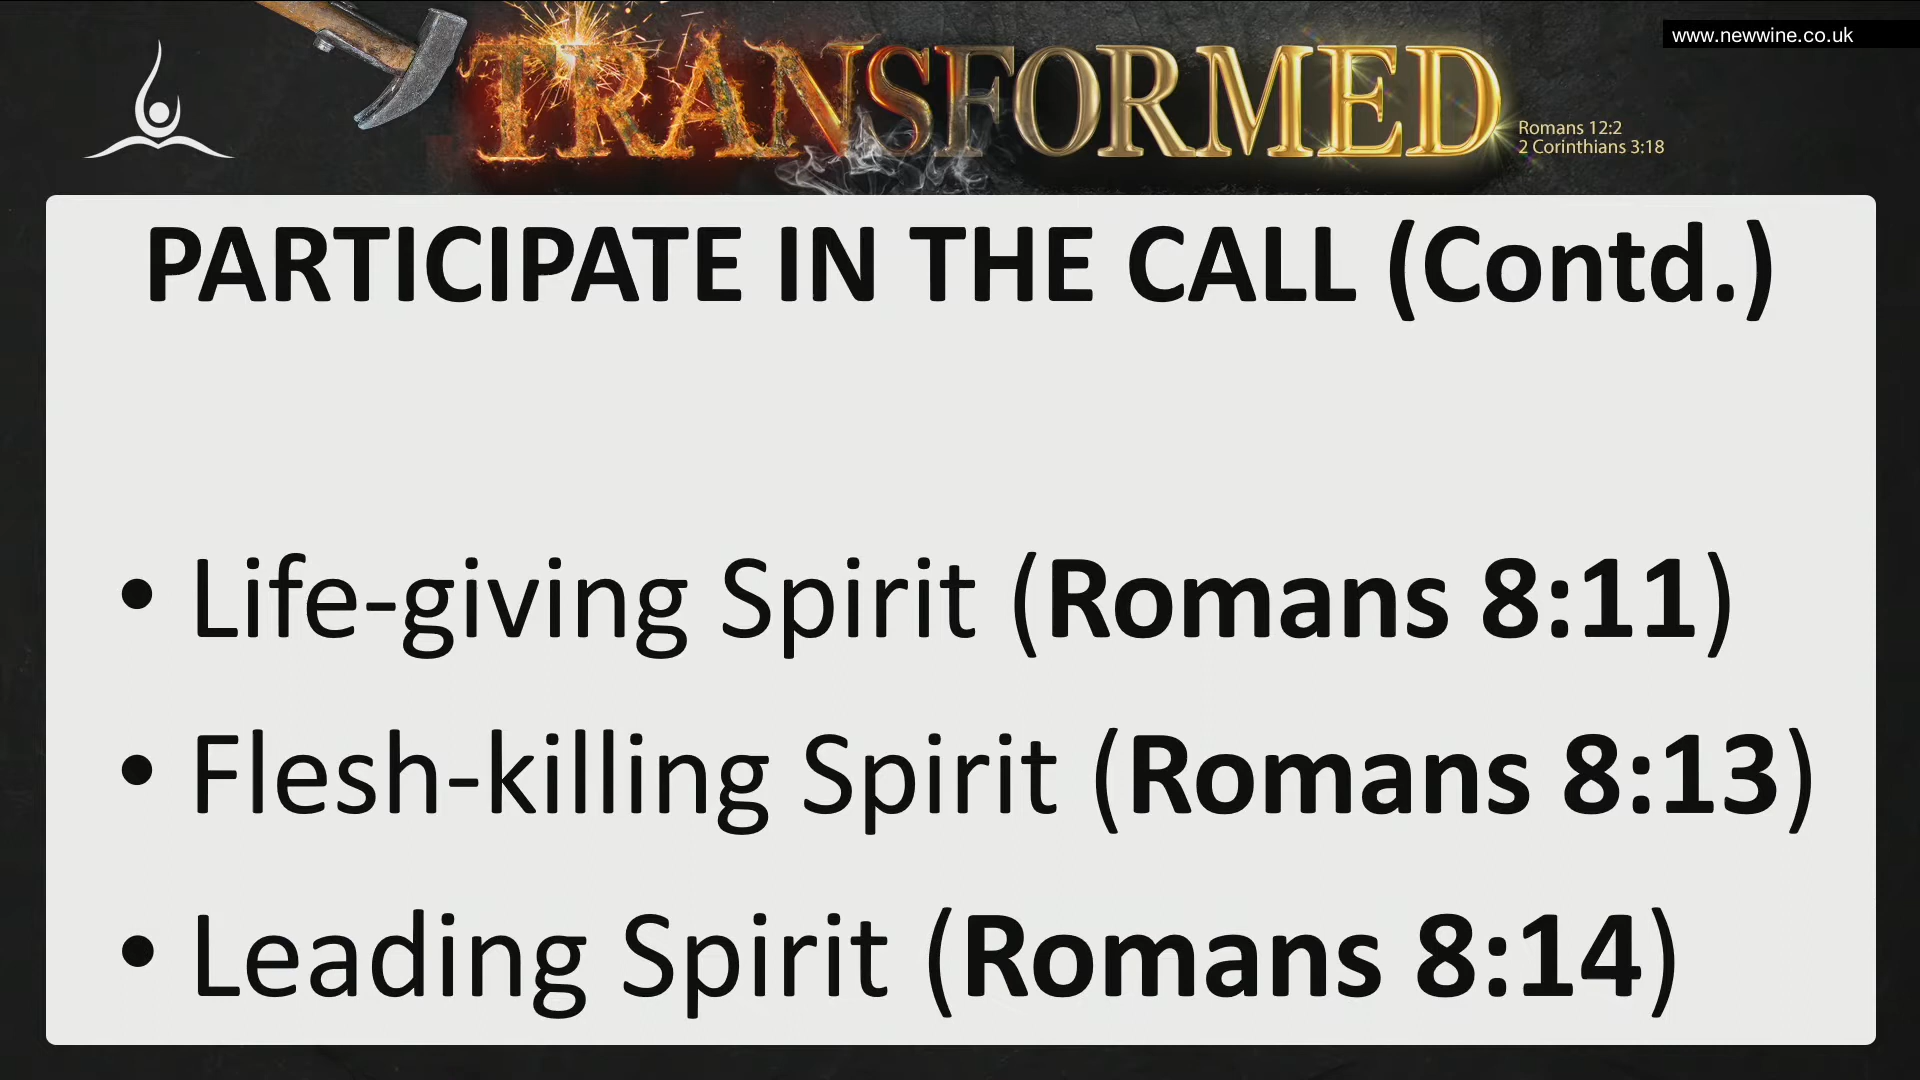 www.newwine.co.uk
TRANSFORMED
Romans 12:2
2 Corinthians 3:18
PARTICIPATE IN THE CALL (Contd.)
• Life-giving Spirit (Romans 8:11)
• Flesh-killing Spirit (Romans 8:13)
• Leading Spirit (Romans 8:14)